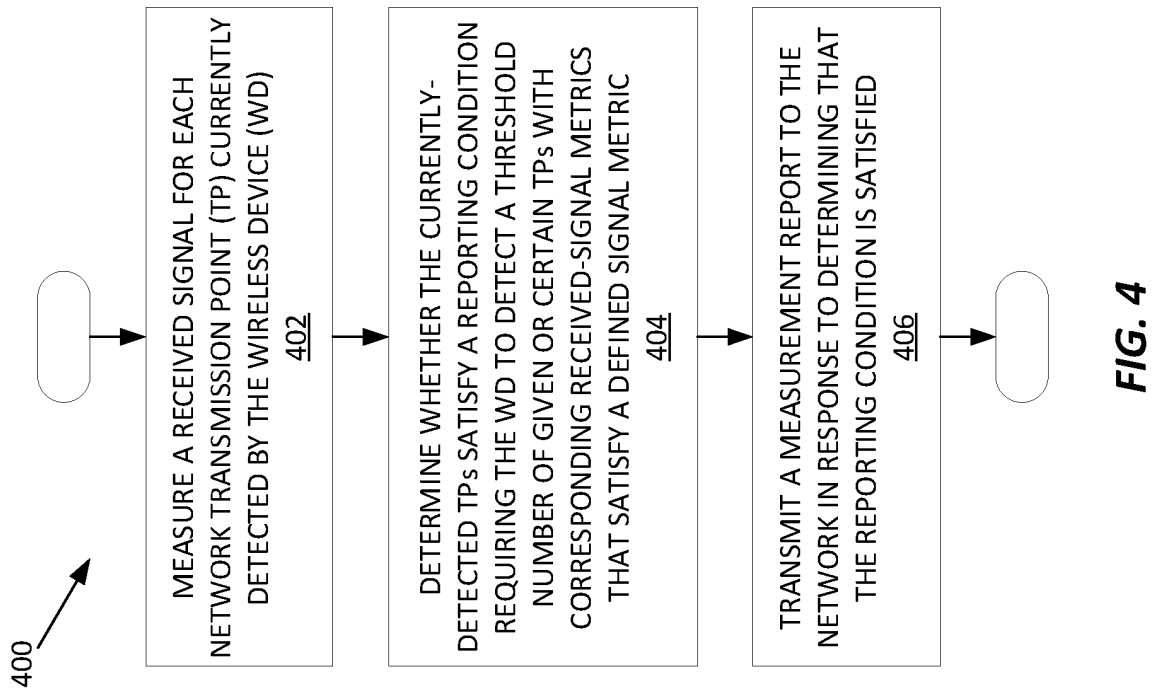 400
MEASURE A RECEIVED SIGNAL FOR EACH
NETWORK TRANSMISSION POINT (TP) CURRENTLY
DETECTED BY THE WIRELESS DEVICE (WD)
402
DETERMINE WHETHER THE CURRENTLY-
DETECTED TPs SATISFY A REPORTING CONDITION
REQUIRING THE WD TO DETECT A THRESHOLD
NUMBER OF GIVEN OR CERTAIN TPs WITH
CORRESPONDING RECEIVED-SIGNAL METRICS
THAT SATISFY A DEFINED SIGNAL METRIC
404
TRANSMIT A MEASUREMENT REPORT TO THE
NETWORK IN RESPONSE TO DETERMINING THAT
THE REPORTING CONDITION IS SATISFIED
406
FIG. 4